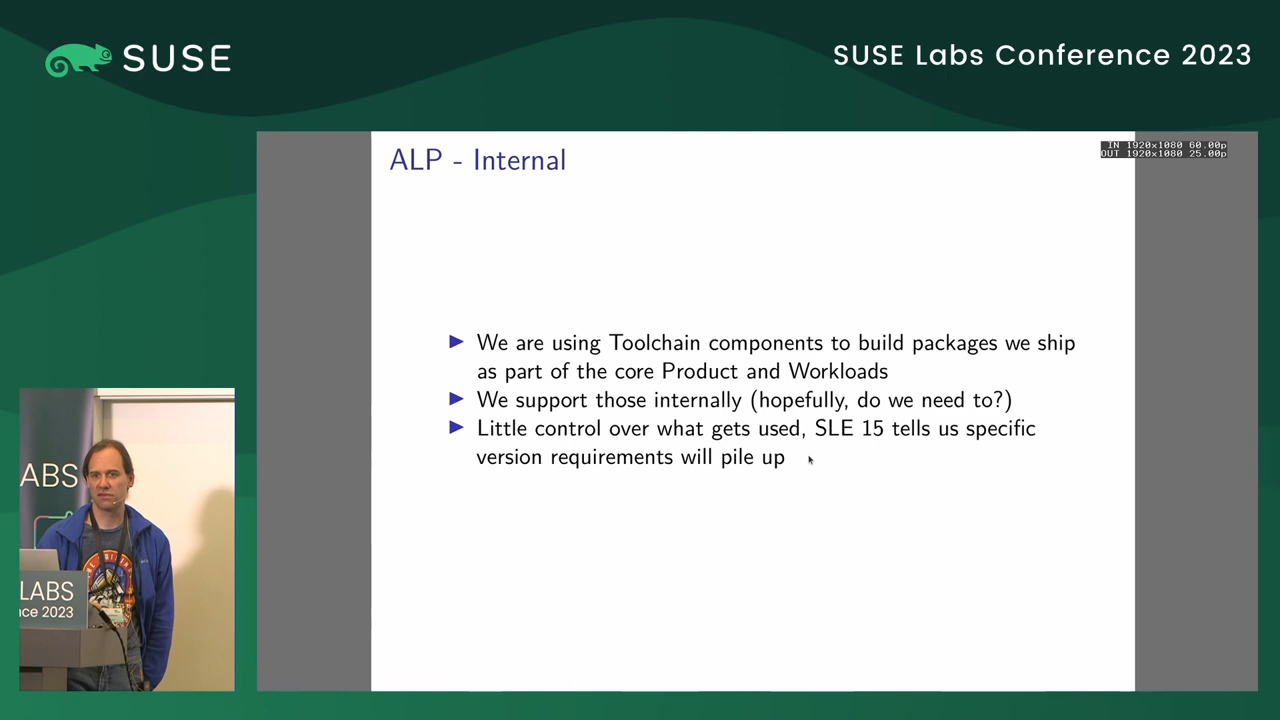 SUSE
SUSE Labs Conference 2023
ALP - Internal
IN 1920x1080 60.00p
OUT 1920x1080 25.00p
We are using Toolchain components to build packages we ship
as part of the core Product and Workloads
We support those internally (hopefully, do we need to?)
Little control over what gets used, SLE 15 tells us specific
version requirements will pile up
ABS
LABS
nce 2023